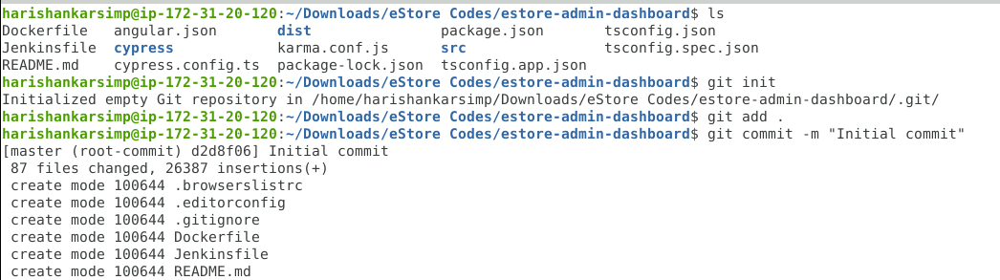 harishankarsimp@ip-172-31-20-120:~/Downloads/eStore Codes/estore-admin-dashboard$ ls
Dockerfile   angular.json       dist               package.json       tsconfig.json
Jenkinsfile  cypress            karma.conf.js      src                tsconfig.spec.json
README.md    cypress.config.ts  package-lock.json  tsconfig.app.json
harishankarsimp@ip-172-31-20-120:~/Downloads/eStore Codes/estore-admin-dashboard$ git init
Initialized empty Git repository in /home/harishankarsimp/Downloads/eStore Codes/estore-admin-dashboard/.git/
harishankarsimp@ip-172-31-20-120:~/Downloads/eStore Codes/estore-admin-dashboard$ git add .
harishankarsimp@ip-172-31-20-120:~/Downloads/eStore Codes/estore-admin-dashboard$ git commit -m "Initial commit"
[master (root-commit) d2d8f06] Initial commit
 87 files changed, 26387 insertions(+)
 create mode 100644 .browserslistrc
 create mode 100644 .editorconfig
 create mode 100644 .gitignore
 create mode 100644 Dockerfile
 create mode 100644 Jenkinsfile
 create mode 100644 README.md